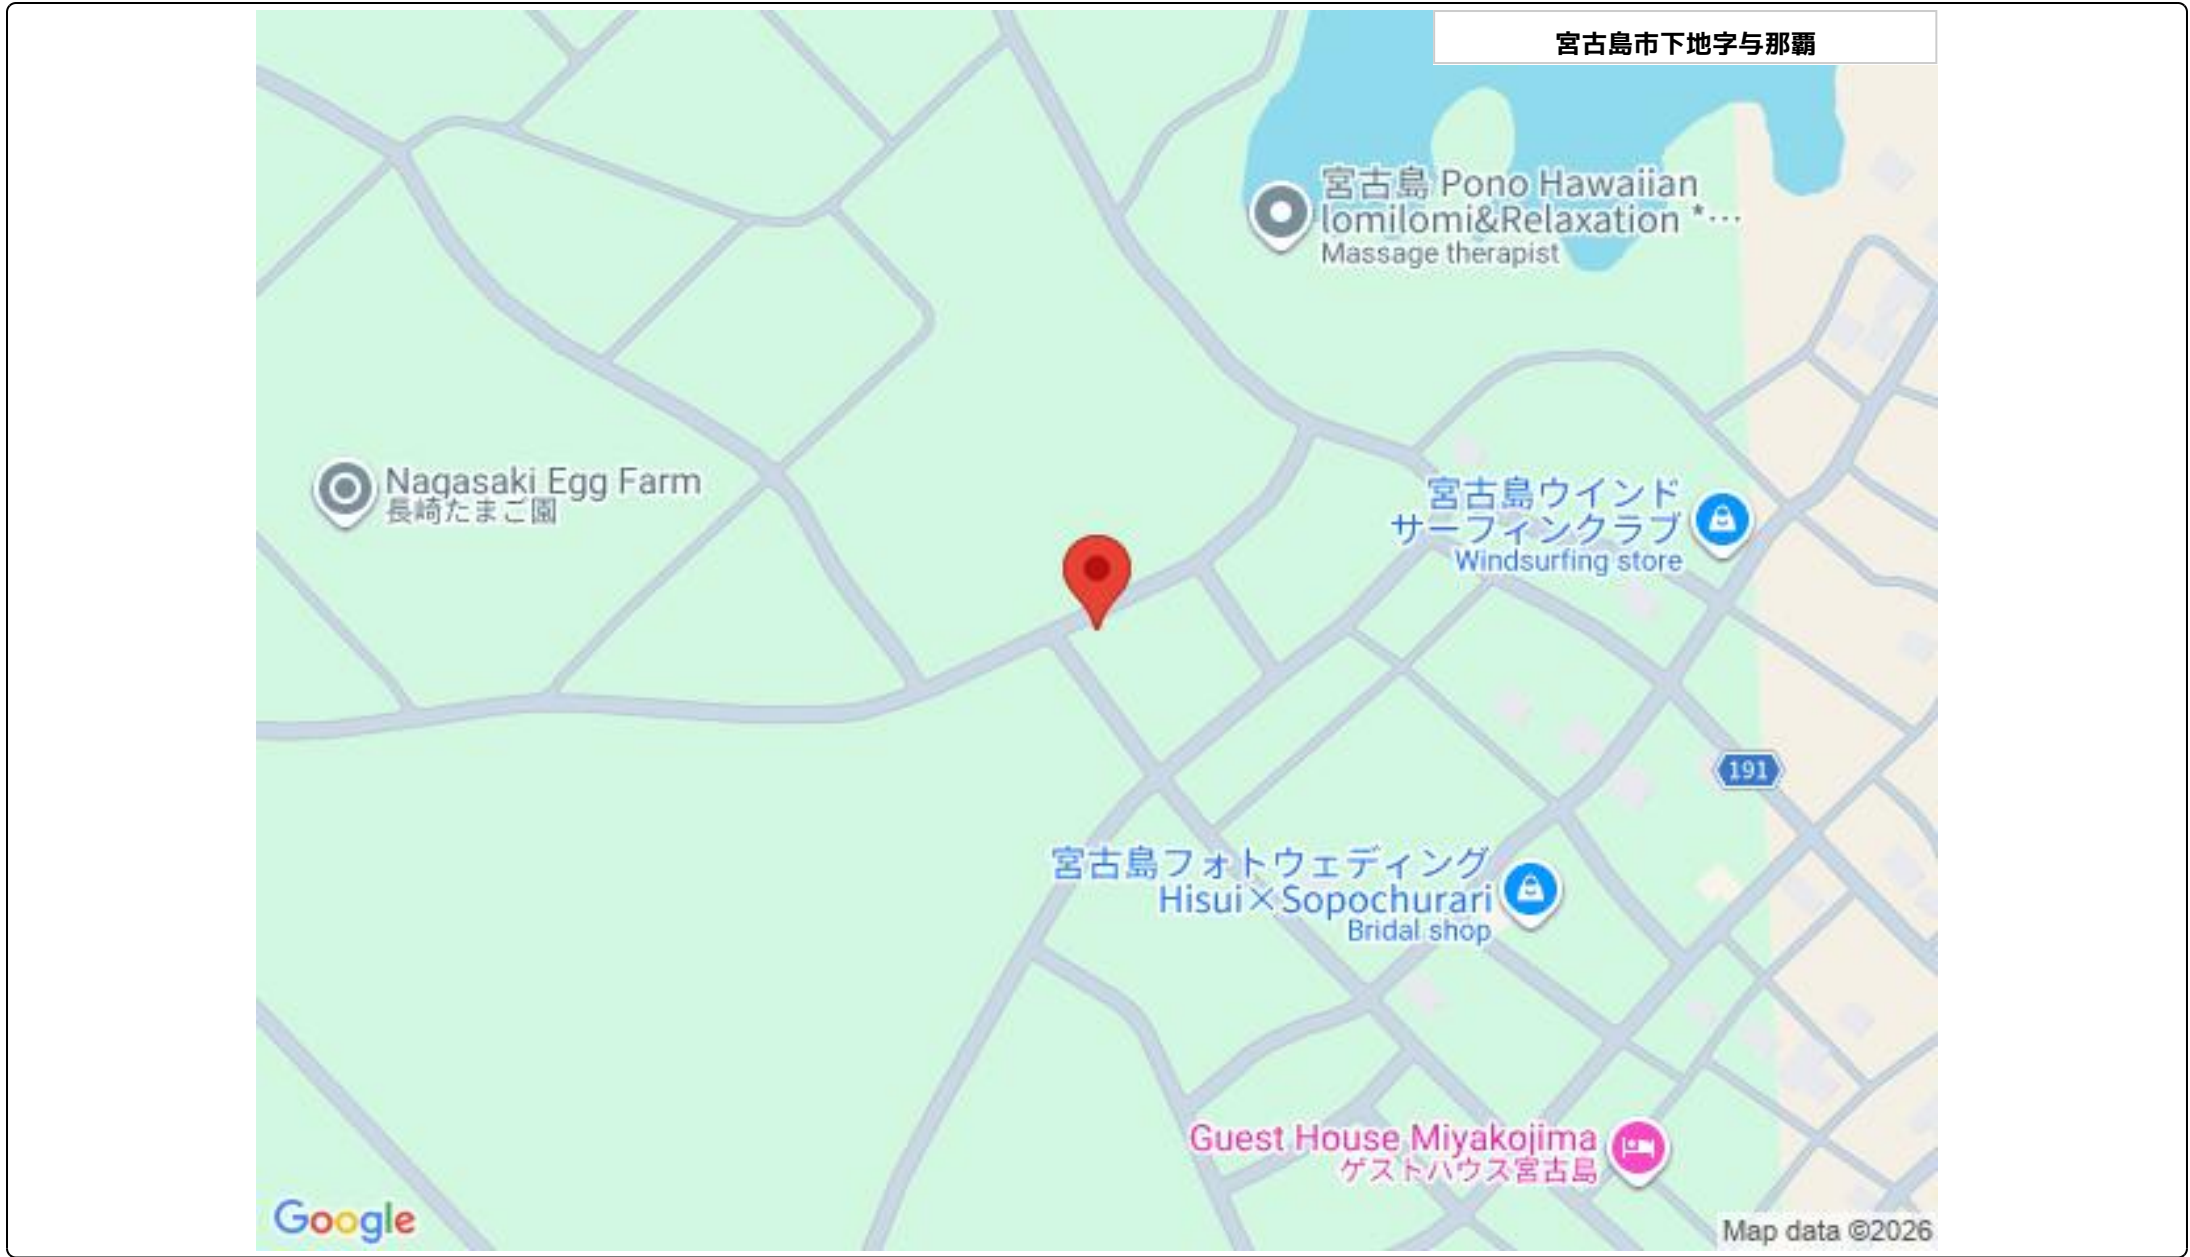 宮古島市下地字与那覇
宮古島 Pono Hawaiian
lomilomi&Relaxation *…
Massage therapist
Nagasaki Egg Farm
長崎たまご園
宮古島ウインド
サーフィンクラブ
Windsurfing store
191
宮古島フォトウェディング
Hisui×Sopochurari
Bridal shop
Guest House Miyakojima
ゲストハウス宮古島
Google
Map data ©2026